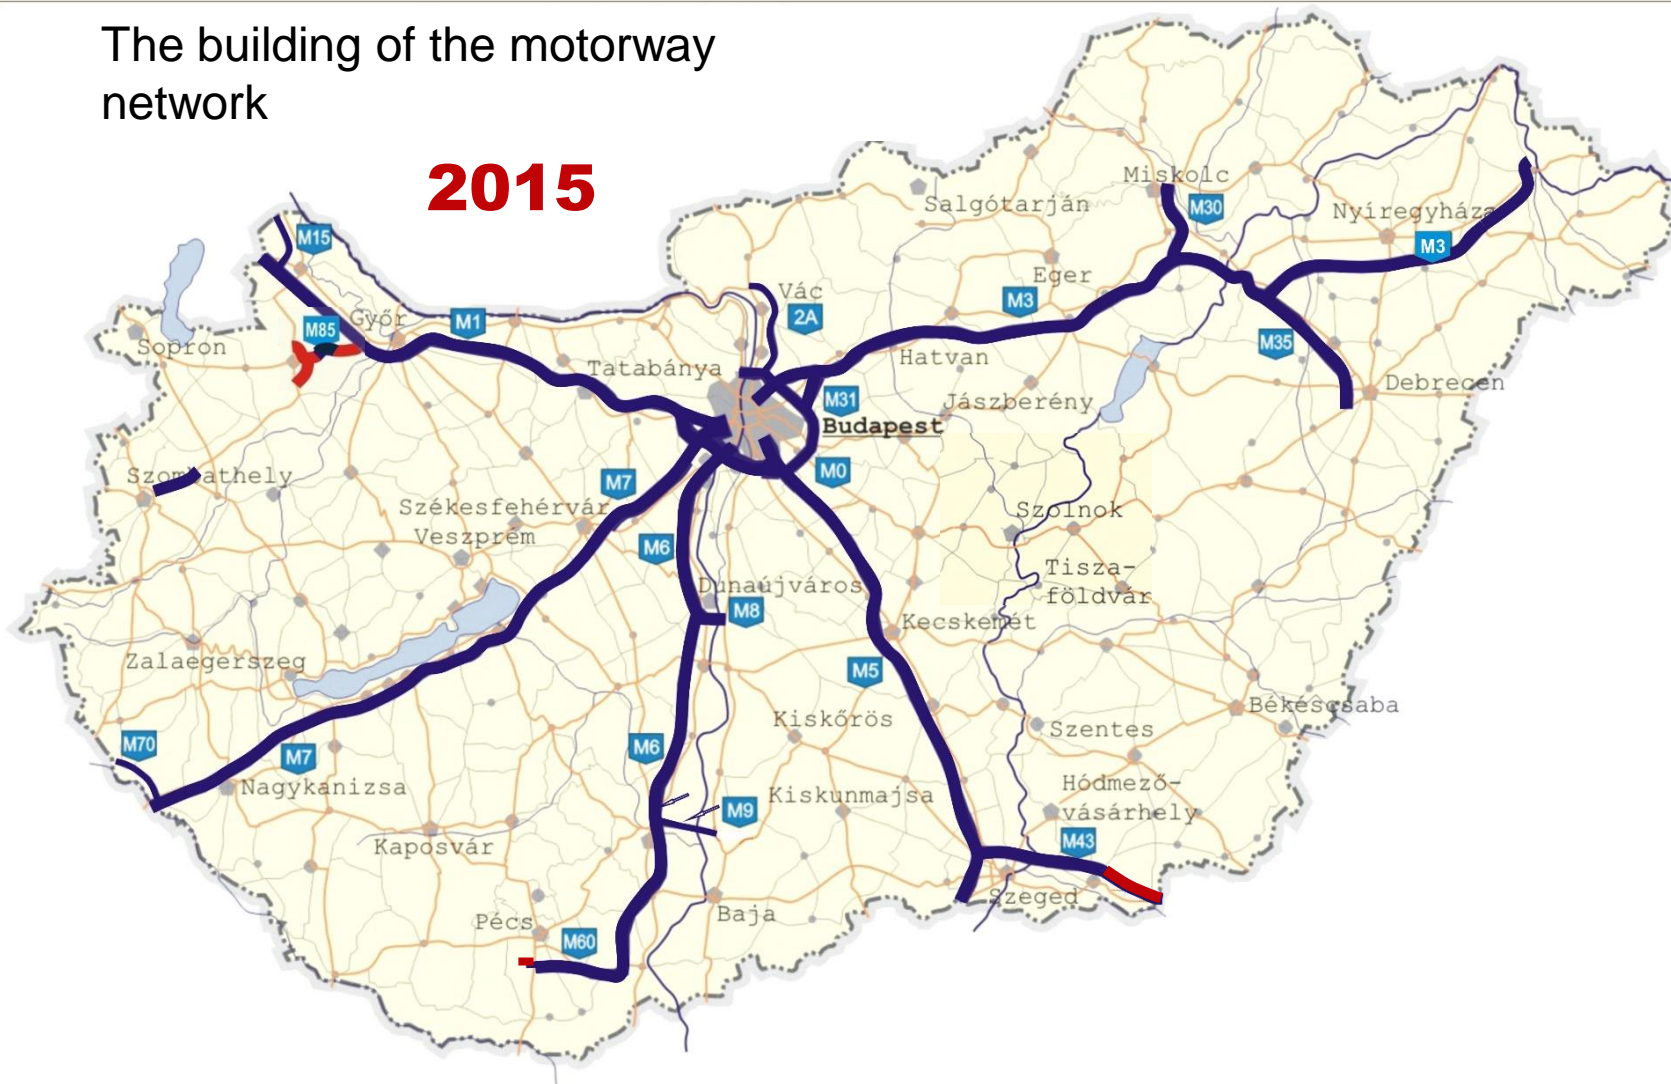 The building of the motorway
network
2015
Miskolc
M30
Salgótarján
Nyíregyháza
M15
M3
Eger
M3
Vác
2A
Győr
M1
M85
Sopron
M35
Hatvan
Tatabánya
Debrecen
M31
Jászberény
Budapest
M0
Szombathely
M7
Székesfehérvár
Szolnok
Veszprém
M6
Tisza-
földvár
Dunaújváros
M8
Kecskemét
Zalaegerszeg
M5
Békéscsaba
Kiskőrös
Szentes
M70
M6
M7
Hódmező-
vásárhely
Nagykanizsa
Kiskunmajsa
M9
M43
Kaposvár
Szeged
Baja
Pécs
M60